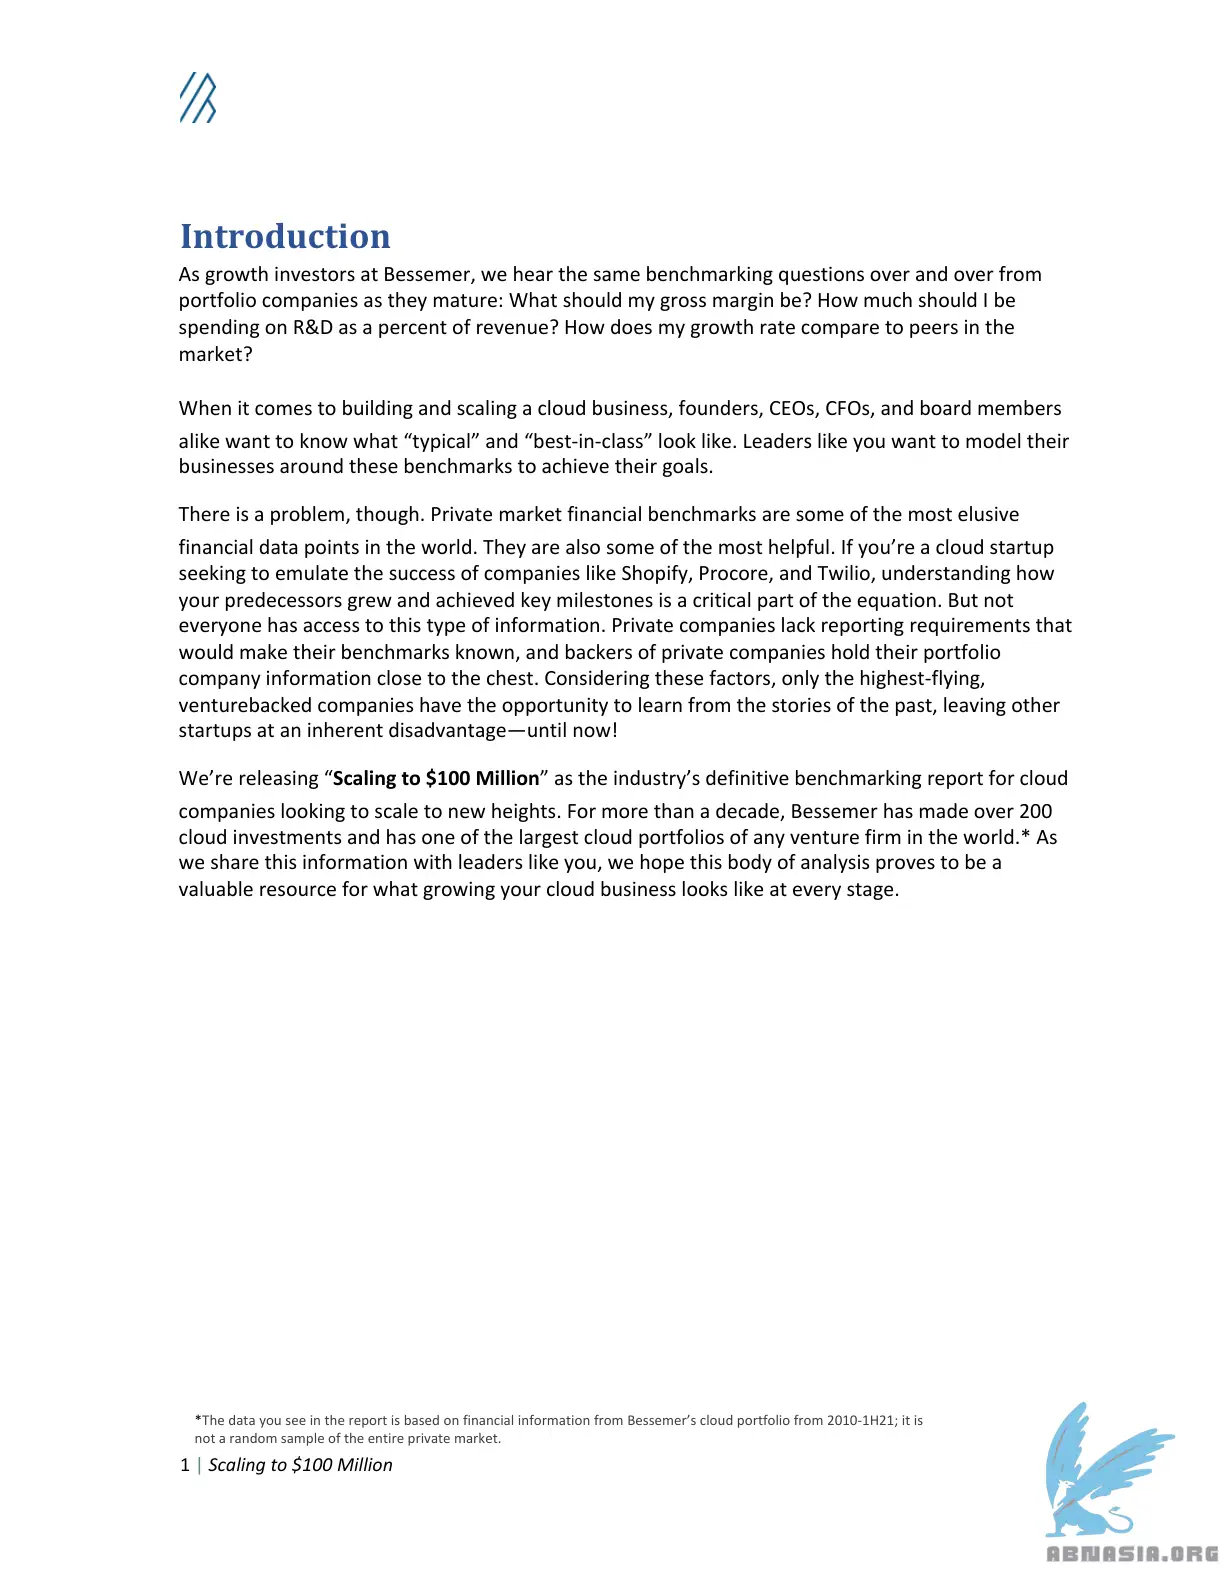 Introduction
As growth investors at Bessemer, we hear the same benchmarking questions over and over from
portfolio companies as they mature: What should my gross margin be? How much should I be
spending on R&D as a percent of revenue? How does my growth rate compare to peers in the
market?
When it comes to building and scaling a cloud business, founders, CEOs, CFOs, and board members
alike want to know what “typical” and “best-in-class” look like. Leaders like you want to model their
businesses around these benchmarks to achieve their goals.
There is a problem, though. Private market financial benchmarks are some of the most elusive
financial data points in the world. They are also some of the most helpful. If you’re a cloud startup
seeking to emulate the success of companies like Shopify, Procore, and Twilio, understanding how
your predecessors grew and achieved key milestones is a critical part of the equation. But not
everyone has access to this type of information. Private companies lack reporting requirements that
would make their benchmarks known, and backers of private companies hold their portfolio
company information close to the chest. Considering these factors, only the highest-flying,
venturebacked companies have the opportunity to learn from the stories of the past, leaving other
startups at an inherent disadvantage—until now!
We’re releasing “Scaling to $100 Million” as the industry’s definitive benchmarking report for cloud
companies looking to scale to new heights. For more than a decade, Bessemer has made over 200
cloud investments and has one of the largest cloud portfolios of any venture firm in the world.* As
we share this information with leaders like you, we hope this body of analysis proves to be a
valuable resource for what growing your cloud business looks like at every stage.
*The data you see in the report is based on financial information from Bessemer’s cloud portfolio from 2010-1H21; it is
not a random sample of the entire private market.
1 | Scaling to $100 Million
ABNASIA.ORG